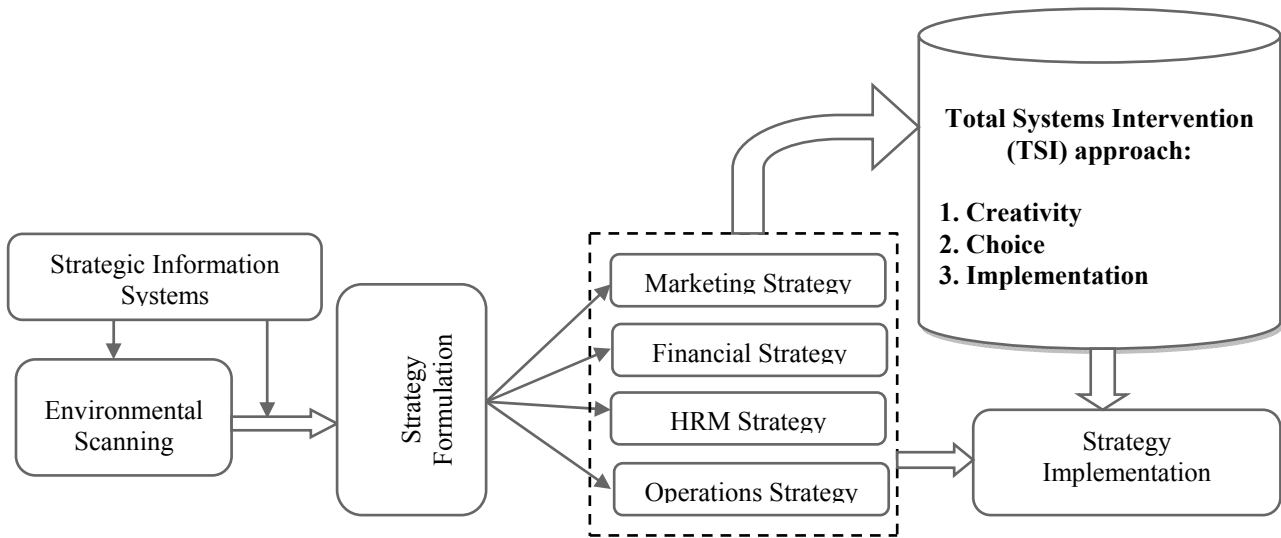 Strategic Information
Systems
Environmental
Scanning
Strategy
Formulation
Marketing Strategy
Financial Strategy
HRM Strategy
Operations Strategy
Total Systems Intervention
(TSI) approach:
1. Creativity
2. Choice
3. Implementation
Strategy
Implementation